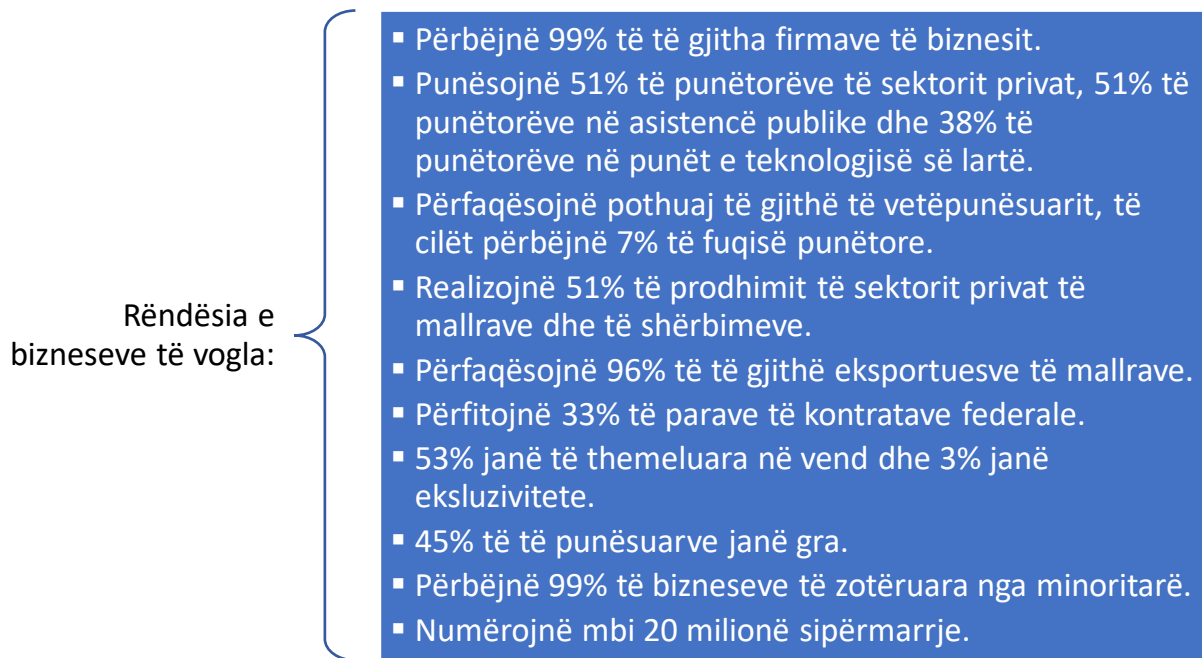 Rëndësia e
bizneseve të vogla:
▪ Përbëjnë 99% të të gjitha firmave të biznesit.
▪ Punësojnë 51% të punëtorëve të sektorit privat, 51% të
punëtorëve në asistencë publike dhe 38% të
punëtorëve në punët e teknologjisë së lartë.
▪ Përfaqësojnë pothuaj të gjithë të vetëpunësuarit, të
cilët përbëjnë 7% të fuqisë punëtore.
▪ Realizojnë 51% të prodhimit të sektorit privat të
mallrave dhe të shërbimeve.
▪ Përfaqësojnë 96% të të gjithë eksportuesve të mallrave.
▪ Përfitojnë 33% të parave të kontratave federale.
▪ 53% janë të themeluara në vend dhe 3% janë
eksluzivitete.
▪ 45% të të punësuarve janë gra.
▪ Përbëjnë 99% të bizneseve të zotëruara nga minoritarë.
▪ Numërojnë mbi 20 milionë sipërmarrje.